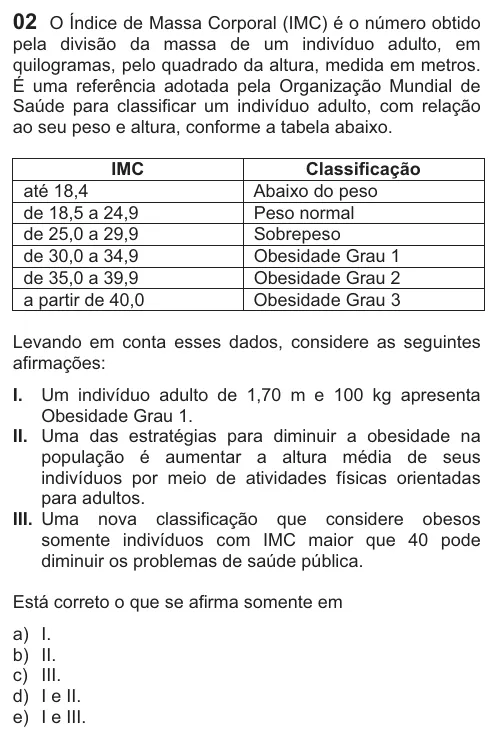 02 O Índice de Massa Corporal (IMC) é o número obtido
pela divisão da massa de um indivíduo adulto, em
quilogramas, pelo quadrado da altura, medida em metros.
É uma referência adotada pela Organização Mundial de
Saúde para classificar um indivíduo adulto, com relação
ao seu peso e altura, conforme a tabela abaixo.
IMC Classificação
até 18,4 Abaixo do peso
de 18,5 a 24,9 Peso normal
de 25,0 a 29,9 Sobrepeso
de 30,0 a 34,9 Obesidade Grau 1
de 35,0 a 39,9 Obesidade Grau 2
a partir de 40,0 Obesidade Grau 3
Levando em conta esses dados, considere as seguintes
afirmações:
I. Um indivíduo adulto de 1,70 m e 100 kg apresenta
Obesidade Grau 1.
II. Uma das estratégias para diminuir a obesidade na
população é aumentar a altura média de seus
indivíduos por meio de atividades físicas orientadas
para adultos.
III. Uma nova classificação que considere obesos
somente indivíduos com IMC maior que 40 pode
diminuir os problemas de saúde pública.
Está correto o que se afirma somente em
a) I.
b) II.
c) III.
d) I e II.
e) I e III.